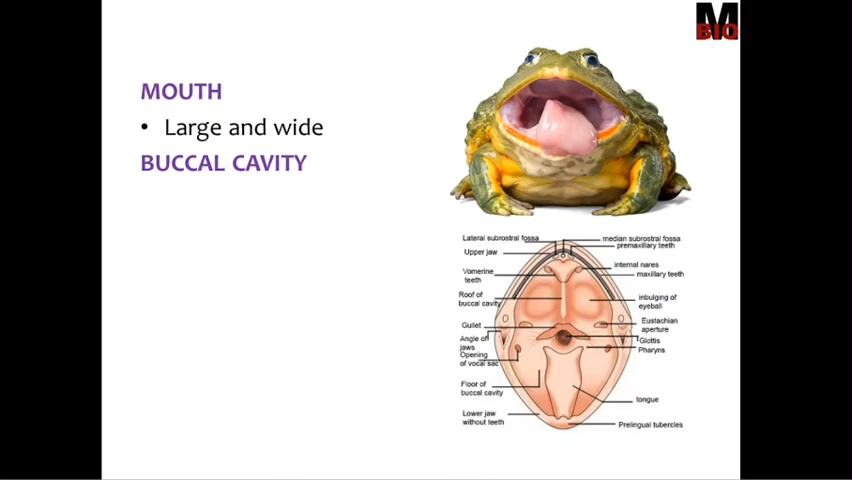 M
BIO
MOUTH
• Large and wide
BUCCAL CAVITY
Lateral subrostral fossa
median subrostral fossa
premaxillary teeth
Upper jaw
internal nares
Vomerine
teeth
maxillary teeth
Roof of
buccal cavity
inbulging of
eyeball
Gullet
Eustachian
aperture
Angle of
jaws
Glottis
Opening
of vocal sac
Pharyns
Floor of
buccal cavity
tongue
Lower jaw
without teeth
Prelingual tubercles